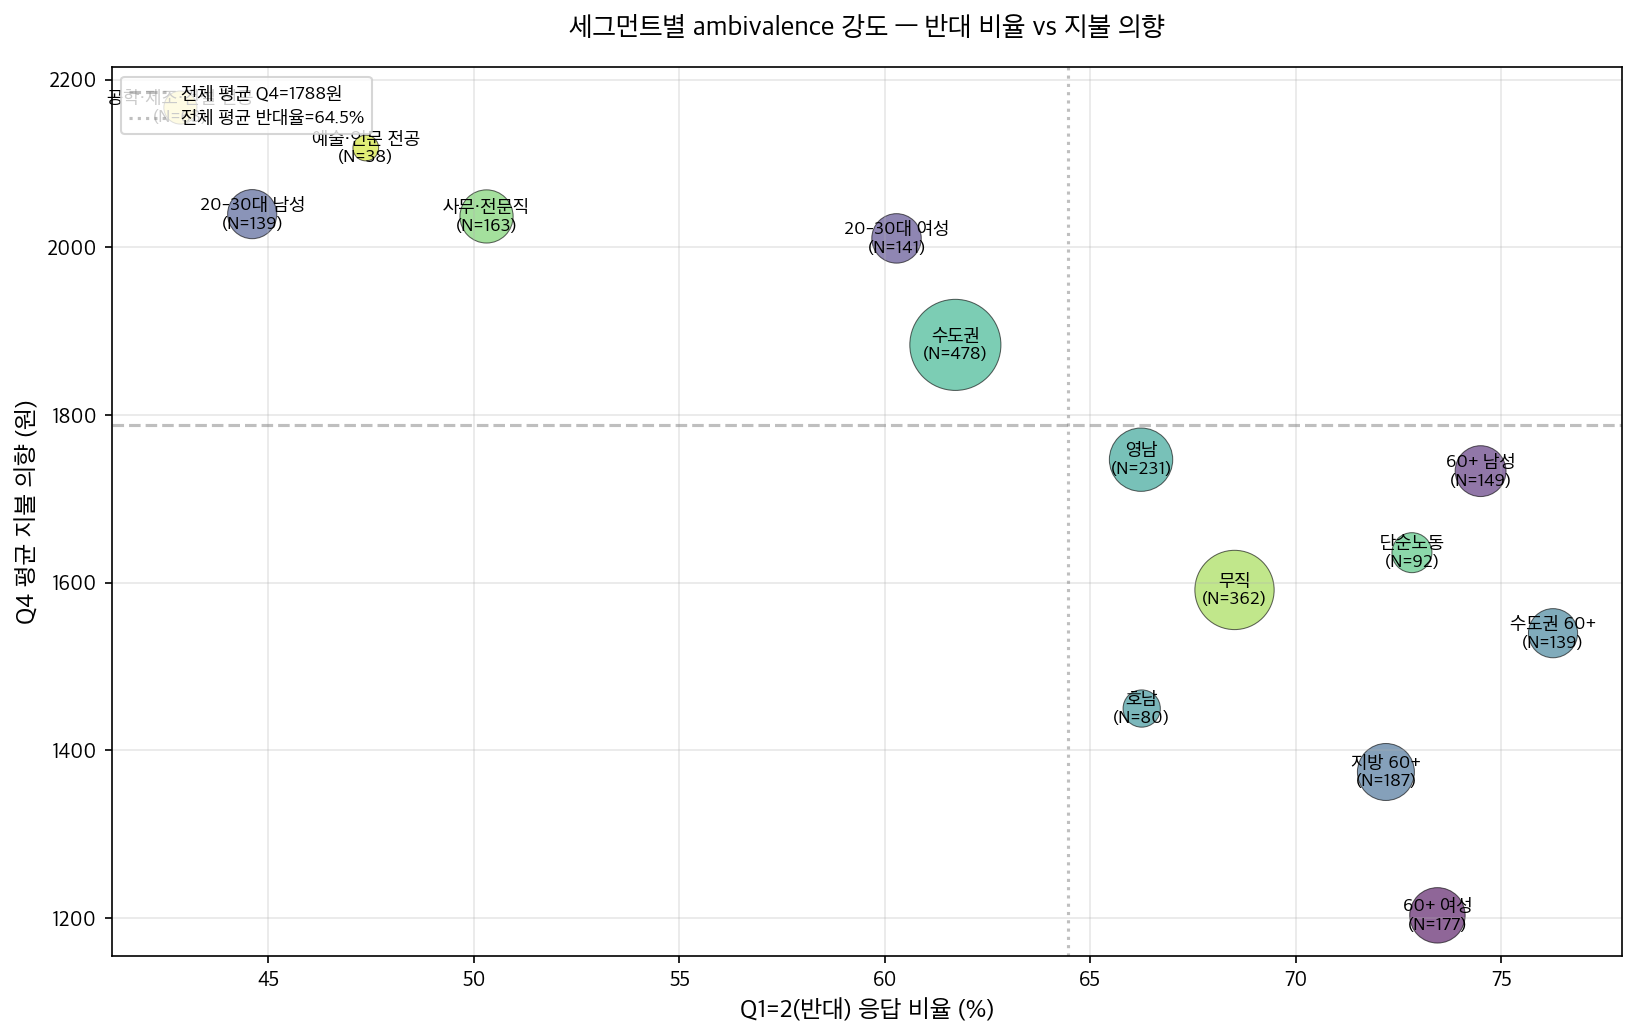 세그먼트별 ambivalence 강도 — 반대 비율 vs 지불 의향
2200
2000
1800
1600
1400
1200
Q4 평균 지불 의향 (원)
전체 평균 Q4=1788원
전체 평균 반대율=64.5%
예술·인문 전공
(N=38)
20–30대 남성
(N=139)
사무·전문직
(N=163)
20–30대 여성
(N=141)
수도권
(N=478)
영남
(N=231)
60+ 남성
(N=149)
단순노동
(N=92)
무직
(N=362)
수도권 60+
(N=139)
호남
(N=80)
지방 60+
(N=187)
60+ 여성
(N=177)
45
50
55
60
65
70
75
Q1=2(반대) 응답 비율 (%)